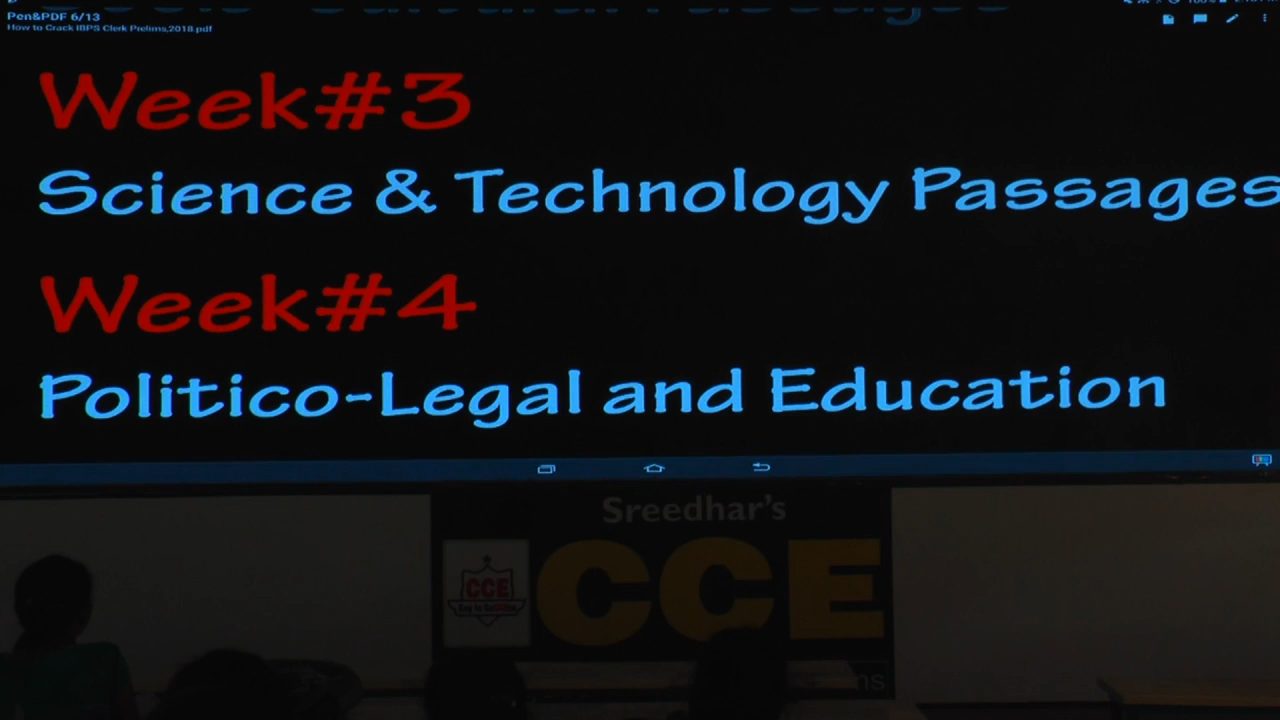 Pen&PDF 6/13
How to Crack IBPS Clerk Prelims,2018.pdf
Week#3
Science & Technology Passages
Week#4
Politico-Legal and Education
Sreedhar's
CCE
CCE